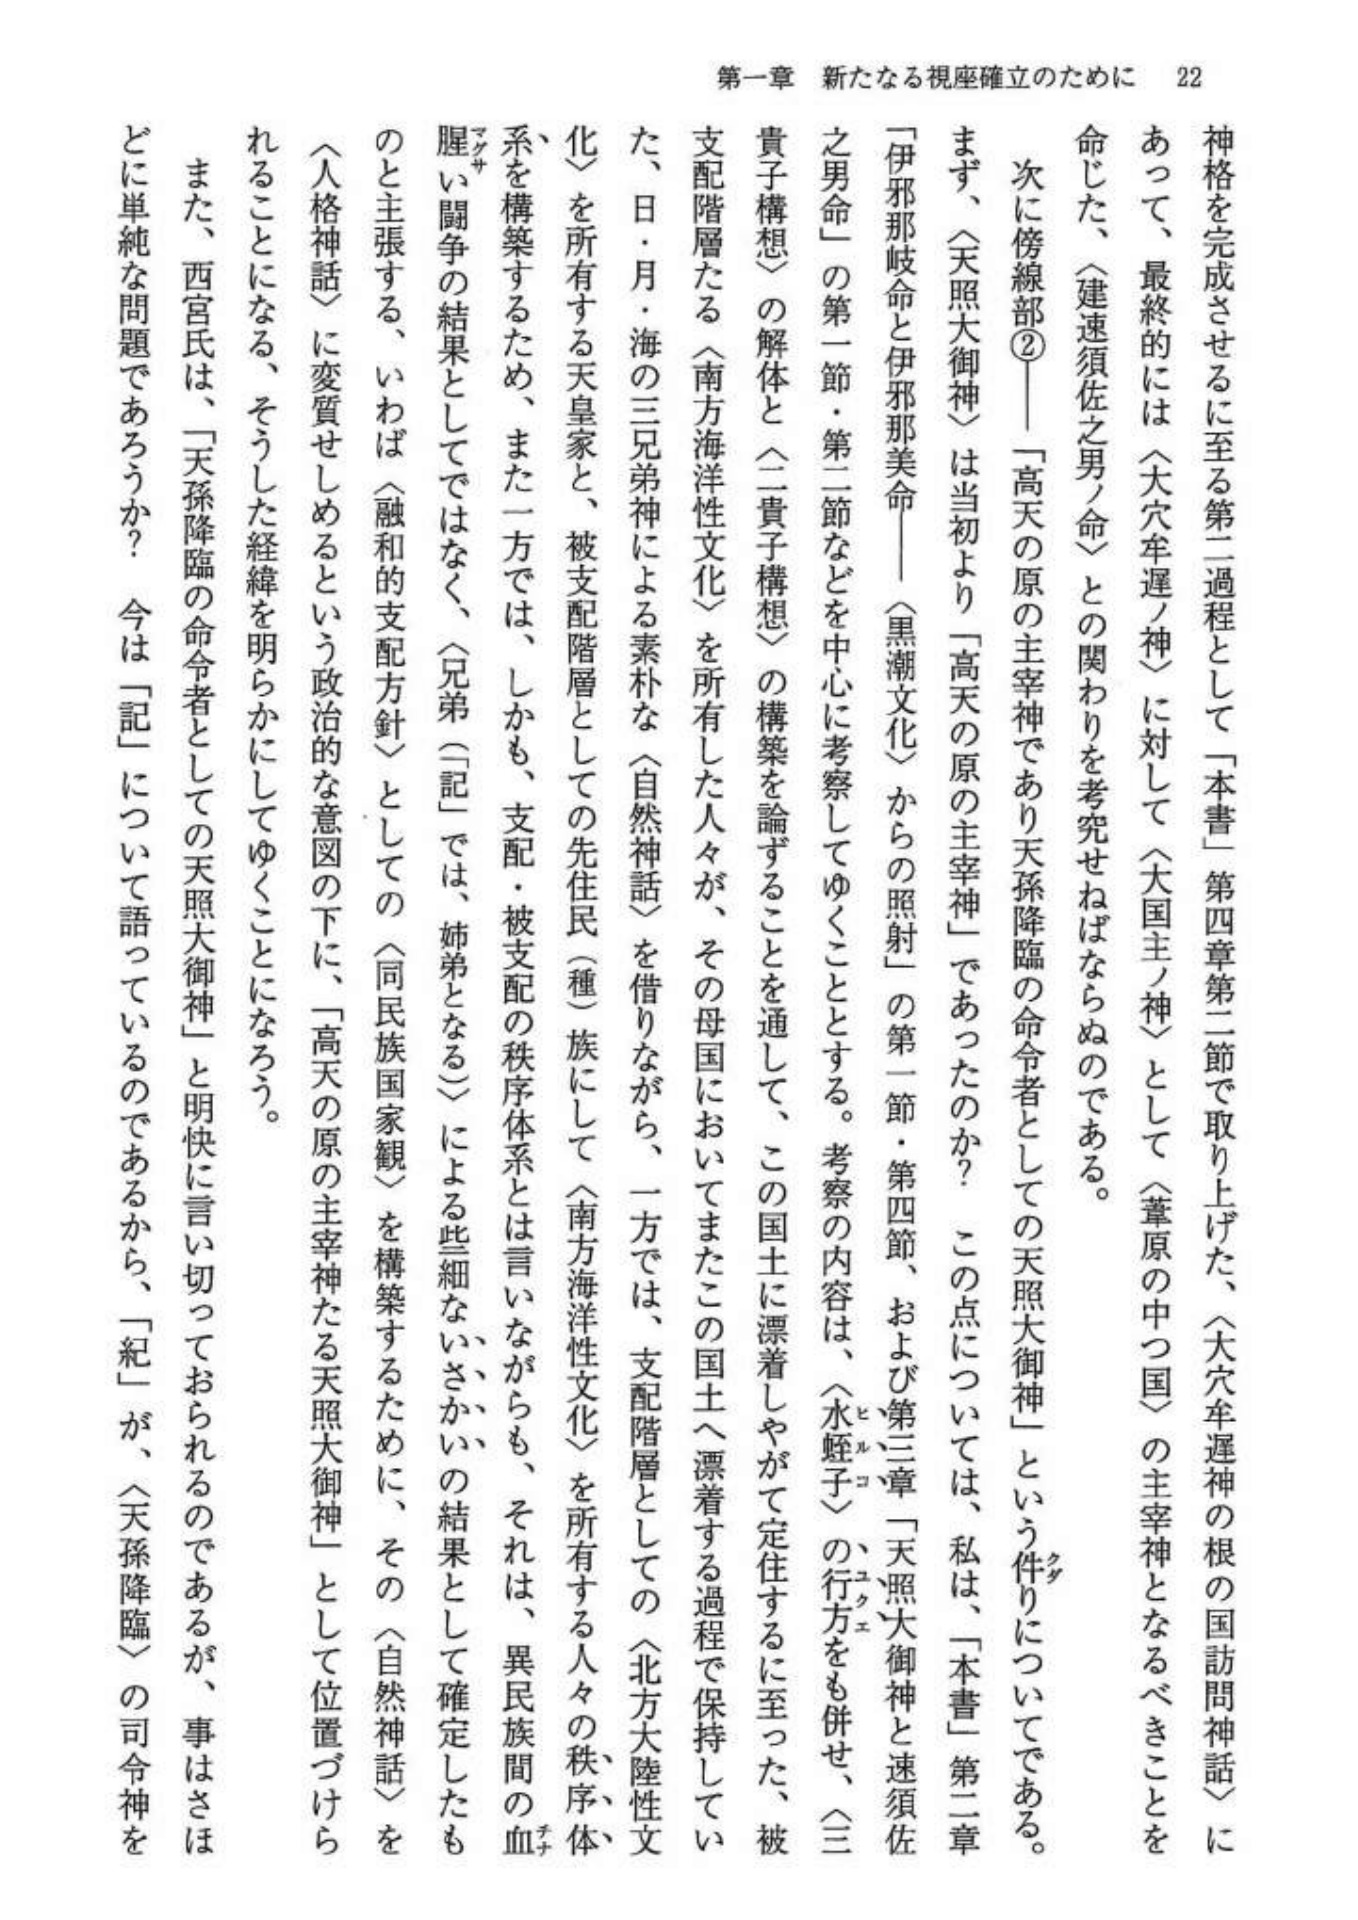 第一章　新たなる視座確立のために　22
神格を完成させるに至る第二過程として「本書」第四章第二節で取り上げた、〈大穴牟遅神の根の国訪問神話〉に
あって、最終的には〈大穴牟遅ノ神〉に対して〈大国主ノ神〉として〈葦原の中つ国〉の主宰神となるべきことを
命じた、〈建速須佐之男ノ命〉との関わりを考究せねばならぬのである。
　次に傍線部②――「高天の原の主宰神であり天孫降臨の命令者としての天照大御神」という件りについてである。
まず、〈天照大御神〉は当初より「高天の原の主宰神」であったのか？　この点については、私は、「本書」第二章
「伊邪那岐命と伊邪那美命――〈黒潮文化〉からの照射」の第一節・第四節、および第三章「天照大御神と速須佐
之男命」の第一節・第二節などを中心に考察してゆくこととする。考察の内容は、〈水蛭子〉の行方をも併せ、〈三
貴子構想〉の解体と〈二貴子構想〉の構築を論ずることを通して、この国土に漂着しやがて定住するに至った、被
支配階層たる〈南方海洋性文化〉を所有した人々が、その母国においてまたこの国土へ漂着する過程で保持してい
た、日・月・海の三兄弟神による素朴な〈自然神話〉を借りながら、一方では、支配階層としての〈北方大陸性文
化〉を所有する天皇家と、被支配階層としての先住民（種）族にして〈南方海洋性文化〉を所有する人々の秩序体
系を構築するため、また一方では、しかも、支配・被支配の秩序体系とは言いながらも、それは、異民族間の血
腥い闘争の結果としてではなく、〈兄弟（「記」では、姉弟となる）〉による些細ないさかいの結果として確定したも
のと主張する、いわば〈融和的支配方針〉としての〈同民族国家観〉を構築するために、その〈自然神話〉を
〈人格神話〉に変質せしめるという政治的な意図の下に、「高天の原の主宰神たる天照大御神」として位置づけら
れることになる、そうした経緯を明らかにしてゆくことになろう。
　また、西宮氏は、「天孫降臨の命令者としての天照大御神」と明快に言い切っておられるのであるが、事はさほ
どに単純な問題であろうか？　今は「記」について語っているのであるから、「紀」が、〈天孫降臨〉の司令神を